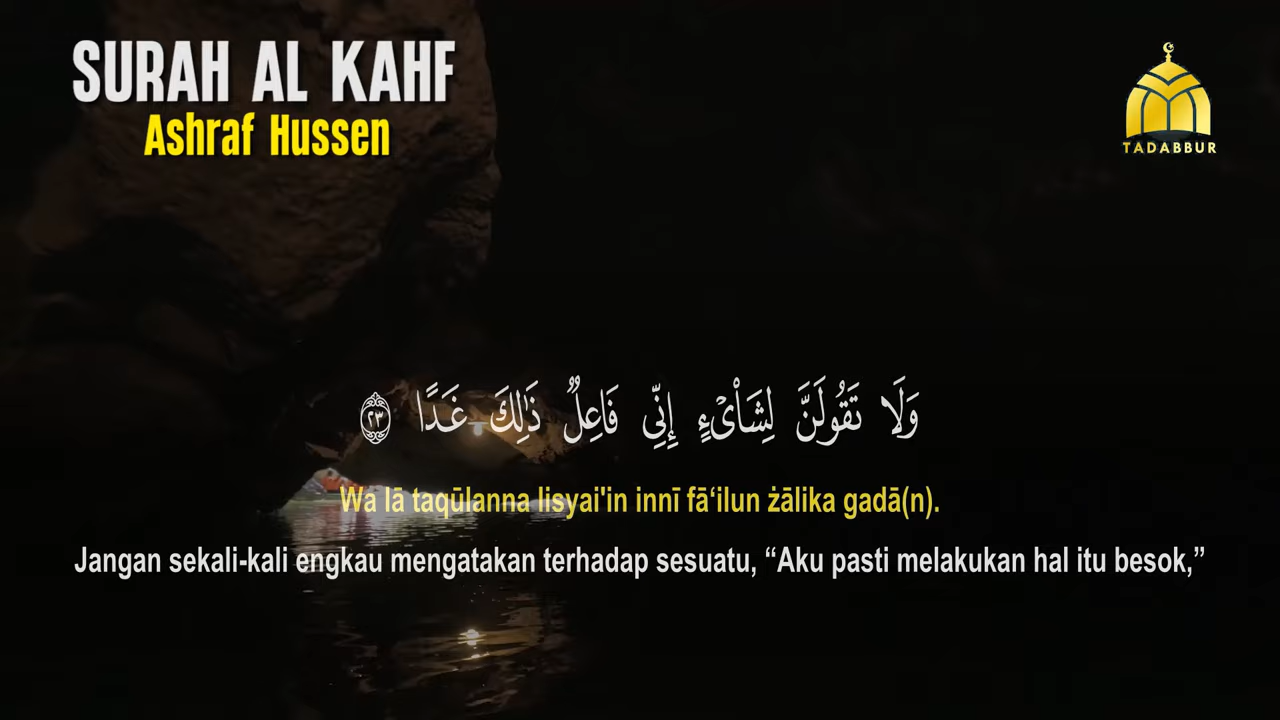 SURAH AL KAHF
Ashraf Hussen
TADABBUR
وَلَا تَقُولَنَّ لِشَا۟ىْءٍ إِنِّى فَاعِلٌ ذَٰلِكَ غَدًا ٢٣
Wa lā taqūlanna lisyai'in innī fā‘ilun żālika gadā(n).
Jangan sekali-kali engkau mengatakan terhadap sesuatu, “Aku pasti melakukan hal itu besok,”